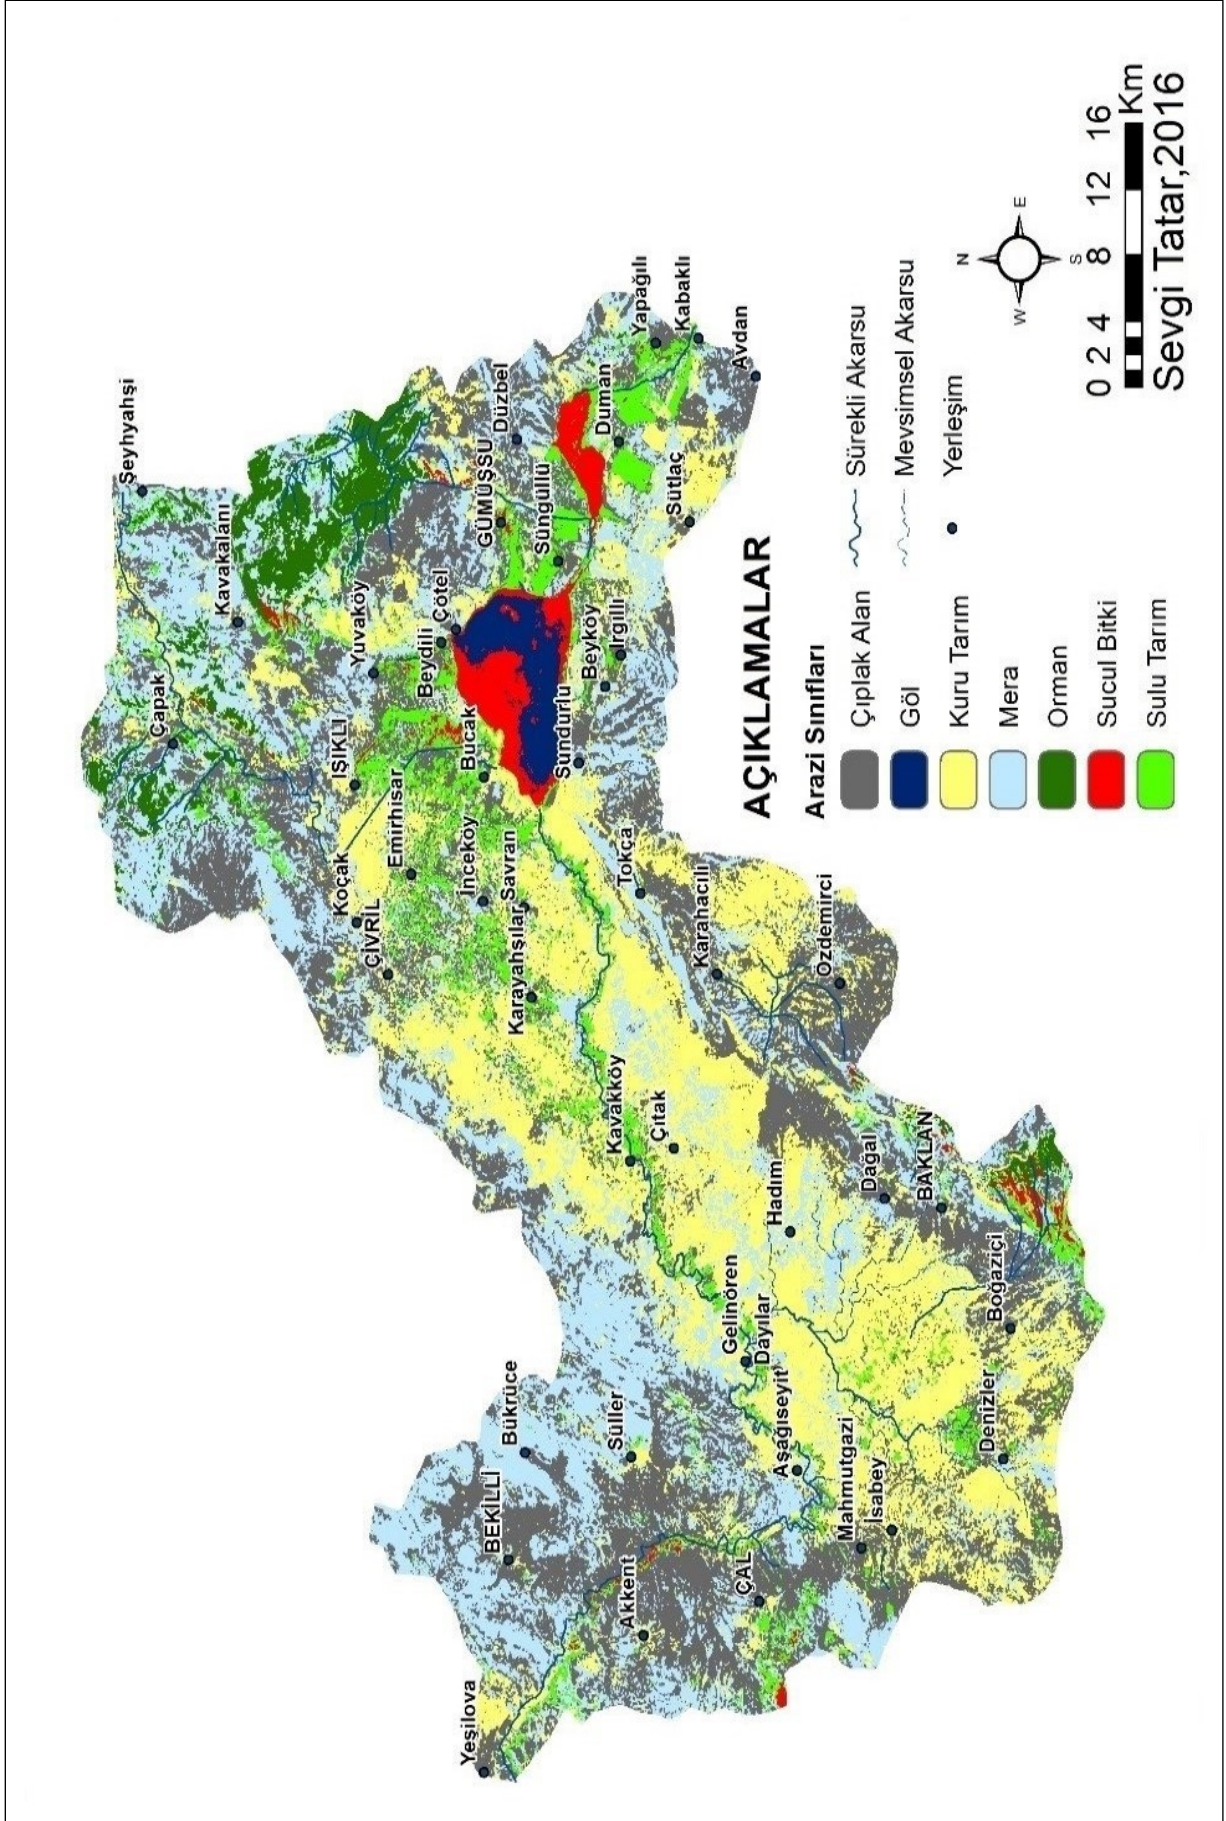 Şeyhyahşi
Çapak
Kavakalanı
IŞIKLI
Yuvaköy
Koçak
ÇİVRİL
Emirhisar
Beydili
Çötel
GÜMÜŞSU
Düzbel
Yeşilova
BEKİLLİ
Bükrüce
İnceköy
Bucak
Karayahşılar
Savran
Süngüllü
Sundurlu
Beyköy
Irgıllı
Duman
Yapağılı
Kabaklı
Akkent
Süller
Kavakköy
Çıtak
Tokça
Sütlaç
Avdan
ÇAL
Gelinören
Dayılar
Aşağıseyit
Hadım
Karahacılı
Mahmutgazi
İsabey
Özdemirci
Dağal
BAKLAN
Denizler
Boğaziçi
AÇIKLAMALAR
Arazi Sınıfları
Çıplak Alan
Göl
Kuru Tarım
Mera
Orman
Sucul Bitki
Sulu Tarım
Sürekli Akarsu
Mevsimsel Akarsu
Yerleşim
N
W E
S
0 2 4 8 12 16
Km
Sevgi Tatar,2016